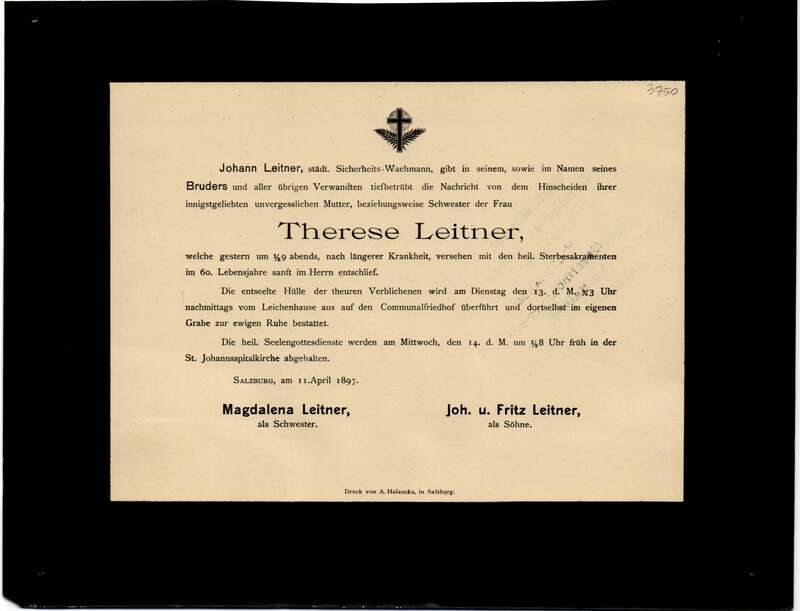 3750
Johann Leitner, städt. Sicherheits-Wachmann, gibt in seinem, sowie im Namen seines
Bruders und aller übrigen Verwandten tiefbetrübt die Nachricht von dem Hinscheiden ihrer
innigstgeliebten unvergesslichen Mutter, beziehungsweise Schwester der Frau
Therese Leitner,
welche gestern um abends, nach längerer Krankheit, versehen mit den heil. Sterbesakramenten
im 60. Lebensjahre sanft im Herrn entschlief.
Die entseelte Hülle der theuren Verblichenen wird am Dienstag den 13. d. M. Uhr
nachmittags vom Leichenhause aus auf den Communalfriedhof überführt und dortselbst im eigenen
Grabe zur ewigen Ruhe bestattet.
Die heil. Seelengottesdienste werden am Mittwoch, den 14. d. M. um ½8 Uhr früh in der
St. Johannsspitalkirche abgehalten.
Salzburg, am 11. April 1897.
Magdalena Leitner,
als Schwester.
Joh. u. Fritz Leitner,
als Söhne.
Druck von A. Halauska, in Salzburg.